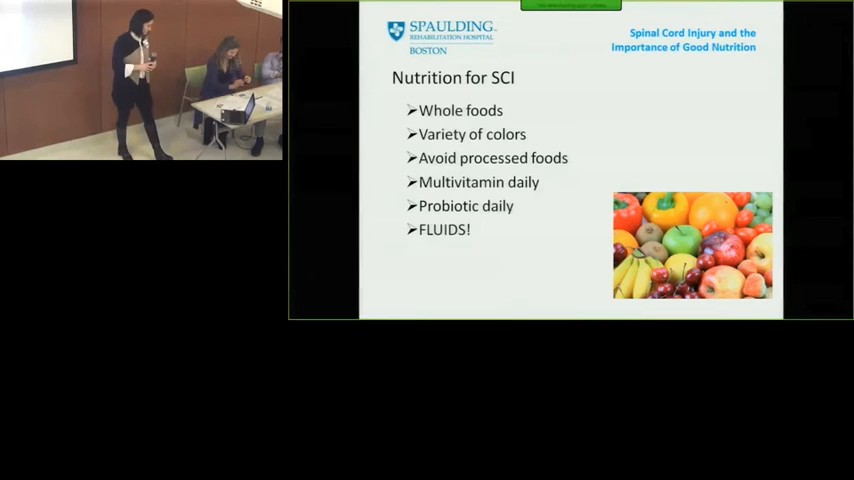 SPAULDING
REHABILITATION HOSPITAL
BOSTON
Spinal Cord Injury and the
Importance of Good Nutrition
Nutrition for SCI
➢Whole foods
➢Variety of colors
➢Avoid processed foods
➢Multivitamin daily
➢Probiotic daily
➢FLUIDS!